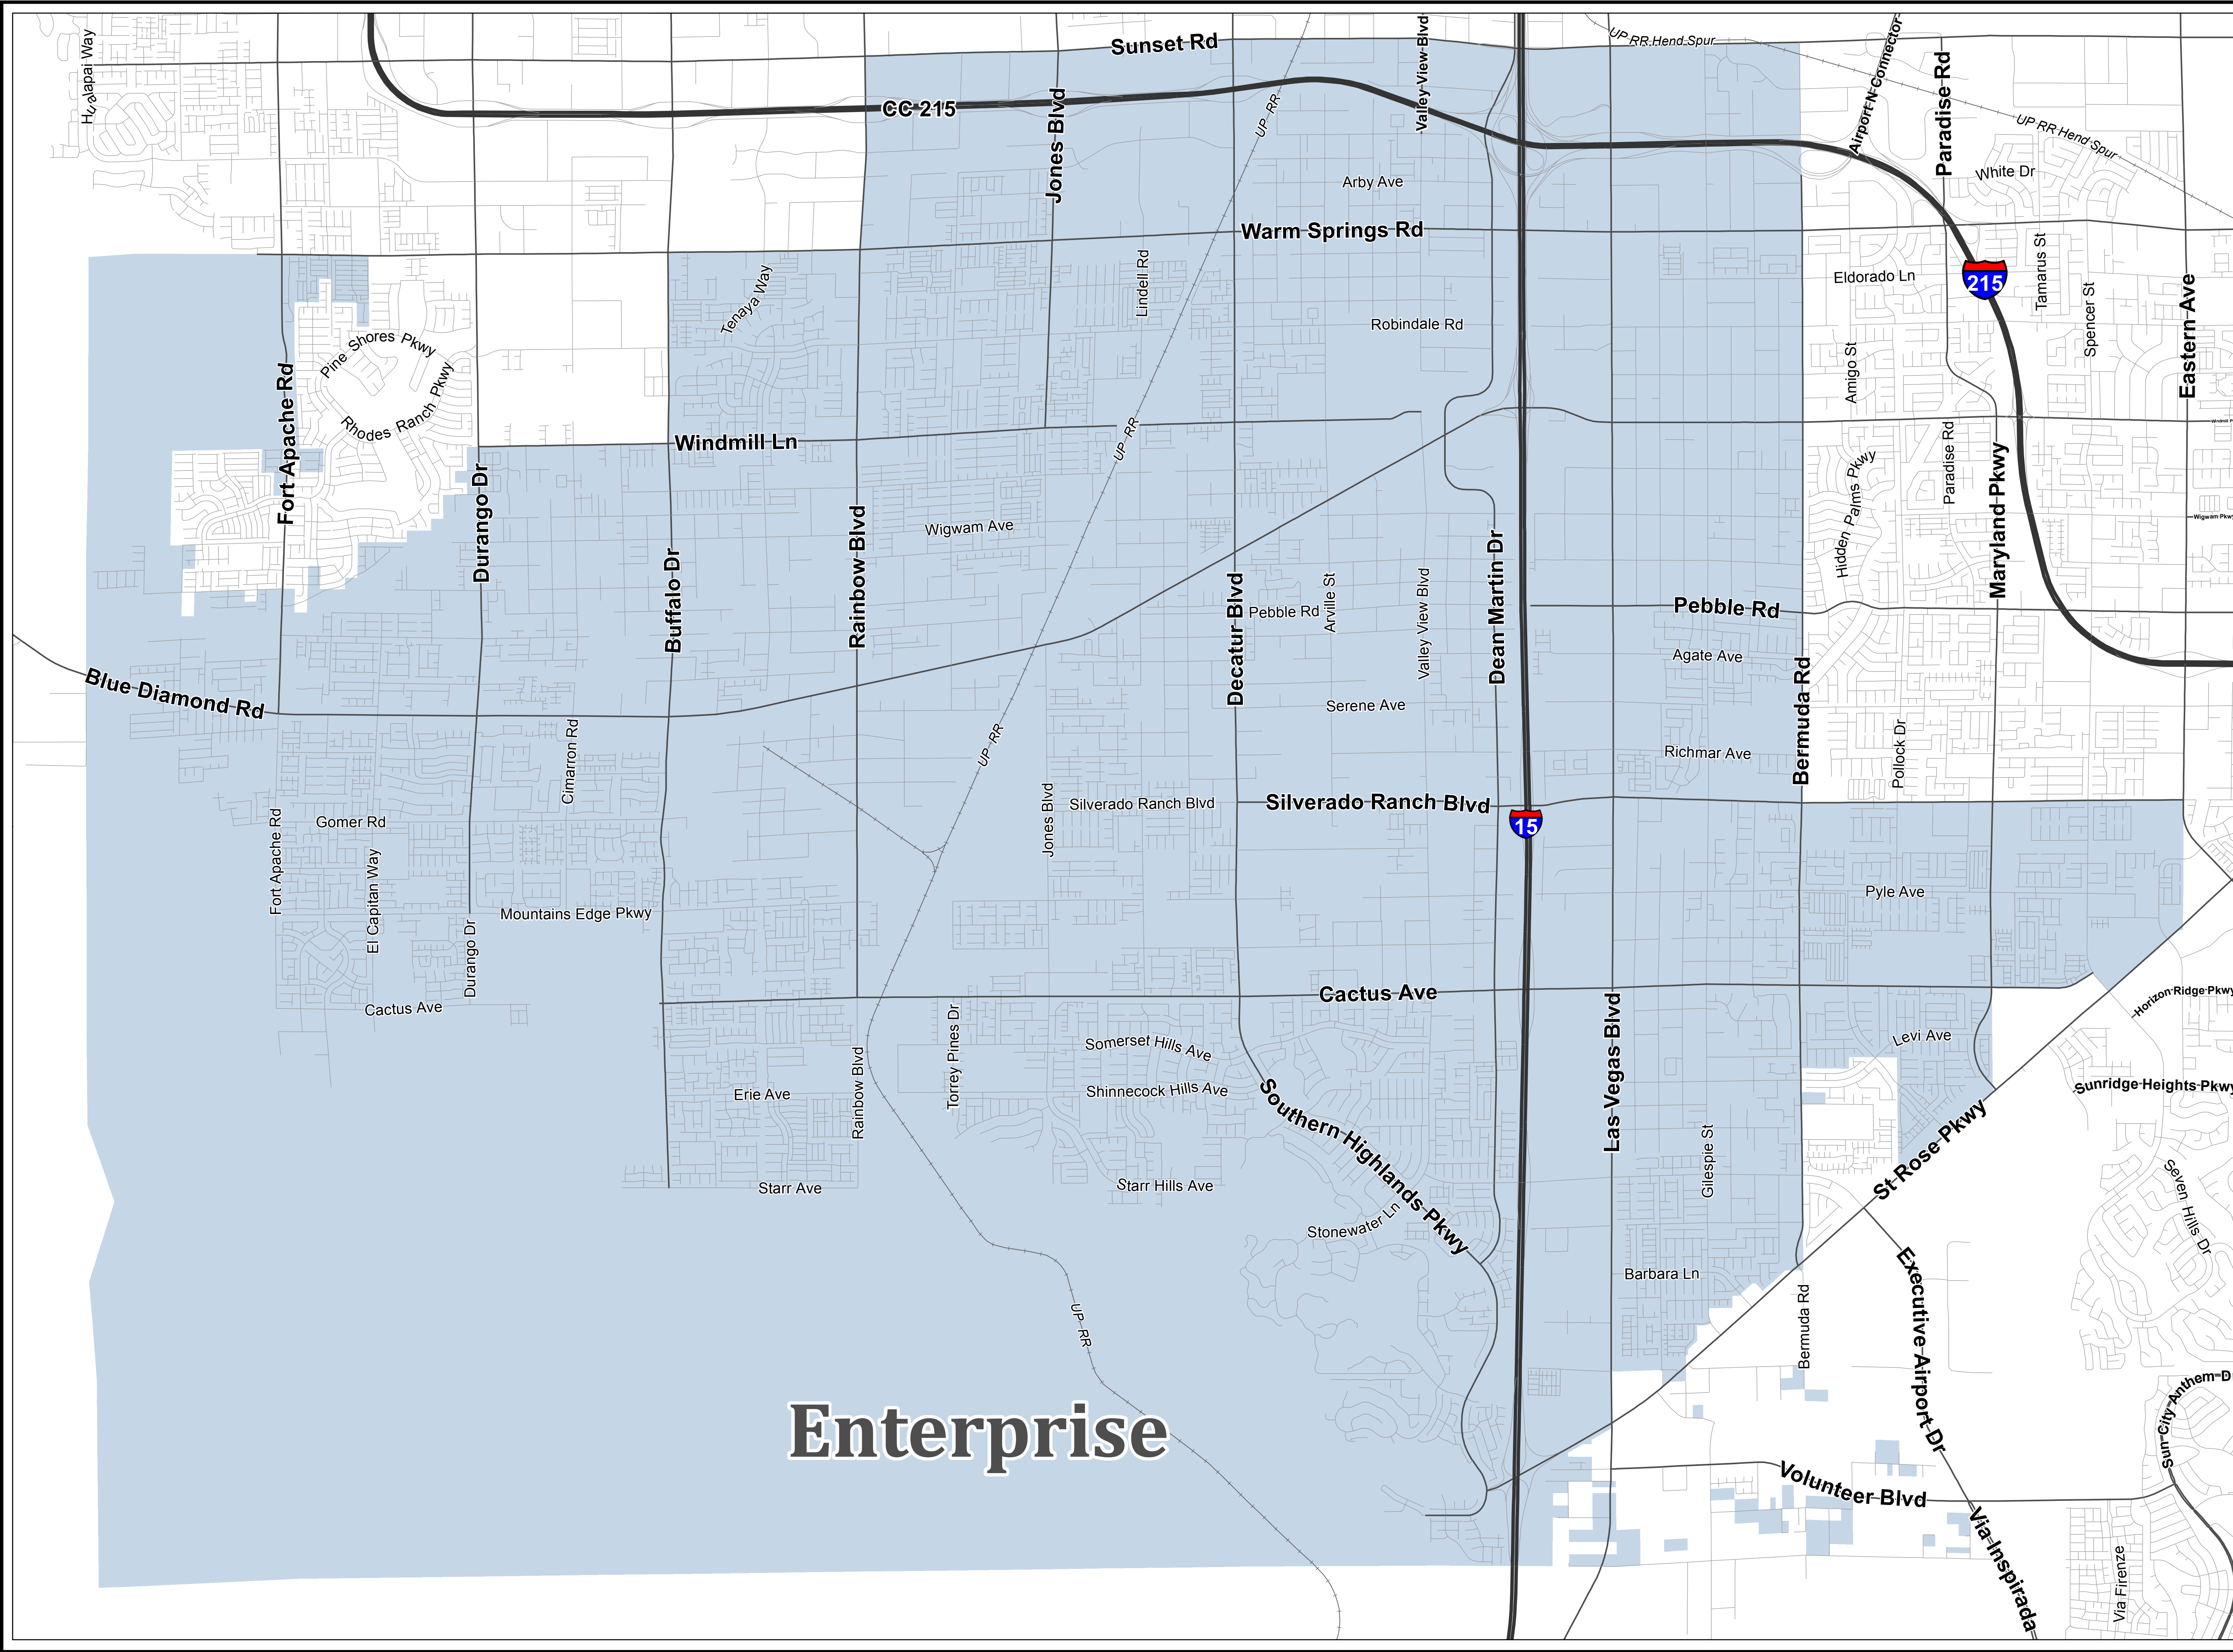 Hualapai Way
Sunset Rd
Valley View Blvd
UP RR Hend Spur
Airport N Connector
Paradise Rd
CC 215
Jones Blvd
UP RR
UP RR Hend Spur
White Dr
Arby Ave
Warm Springs Rd
Lindell Rd
Tenaya Way
Robindale Rd
Eldorado Ln
215
Tamarus St
Spencer St
Eastern Ave
Pine Shores Pkwy
Rhodes Ranch Pkwy
Fort Apache Rd
Amigo St
Windmill Ln
UP RR
Durango Dr
Buffalo Dr
Rainbow Blvd
Wigwam Ave
Decatur Blvd
Pebble Rd
Arville St
Valley View Blvd
Dean Martin Dr
Hidden Palms Pkwy
Paradise Rd
Maryland Pkwy
Wigwam Pkwy
Pebble Rd
Agate Ave
Bermuda Rd
Blue Diamond Rd
Serene Ave
Richmar Ave
Pollock Dr
Cimarron Rd
UP RR
Jones Blvd
Silverado Ranch Blvd
Silverado Ranch Blvd
15
Fort Apache Rd
Gomer Rd
El Capitan Way
Durango Dr
Mountains Edge Pkwy
Pyle Ave
Cactus Ave
Cactus Ave
Horizon Ridge Pkwy
Torrey Pines Dr
Somerset Hills Ave
Shinnecock Hills Ave
Levi Ave
Las Vegas Blvd
Sunridge Heights Pkwy
Erie Ave
Rainbow Blvd
Southern Highlands Pkwy
Gilespie St
St Rose Pkwy
Starr Ave
Starr Hills Ave
Stonewater Ln
Seven Hills Dr
Barbara Ln
Bermuda Rd
Executive Airport Dr
UP RR
Enterprise
Sun City Anthem D
Volunteer Blvd
Via Inspirada
Via Firenze